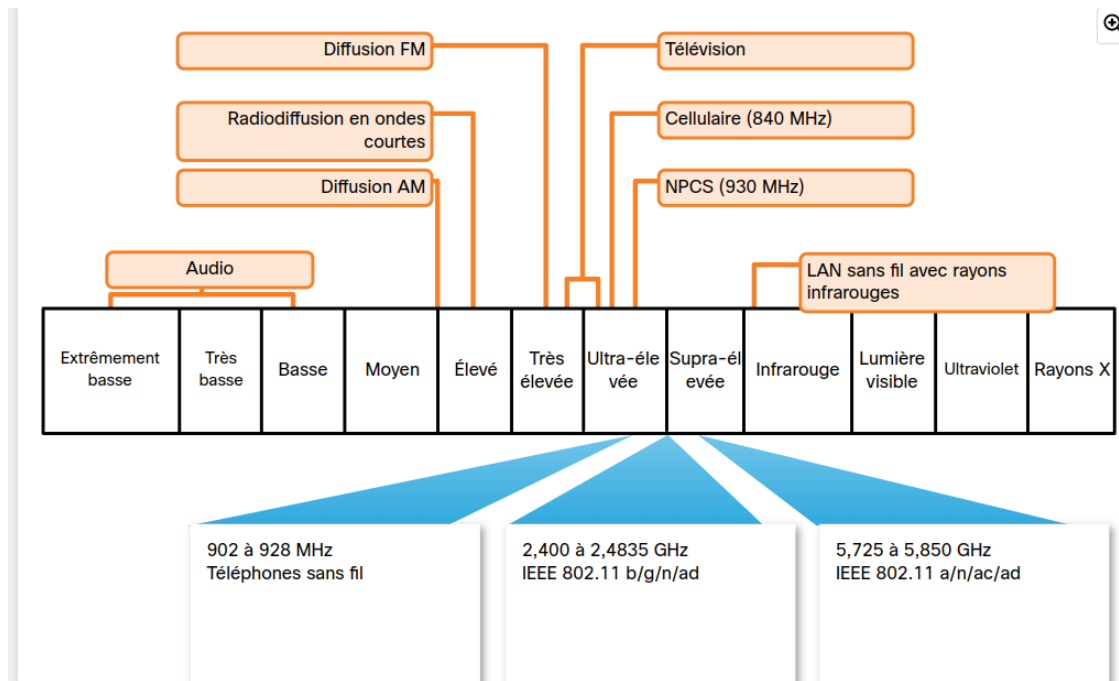 Diffusion FM
Télévision
Radiodiffusion en ondes
courtes
Cellulaire (840 MHz)
Diffusion AM
NPCS (930 MHz)
Audio
LAN sans fil avec rayons
infrarouges
Extrêmement
basse
Très
basse
Basse
Moyen
Élevé
Très
élevée
Ultra-éle
vée
Supra-él
evée
Infrarouge
Lumière
visible
Ultraviolet
Rayons X
902 à 928 MHz
Téléphones sans fil
2,400 à 2,4835 GHz
IEEE 802.11 b/g/n/ad
5,725 à 5,850 GHz
IEEE 802.11 a/n/ac/ad